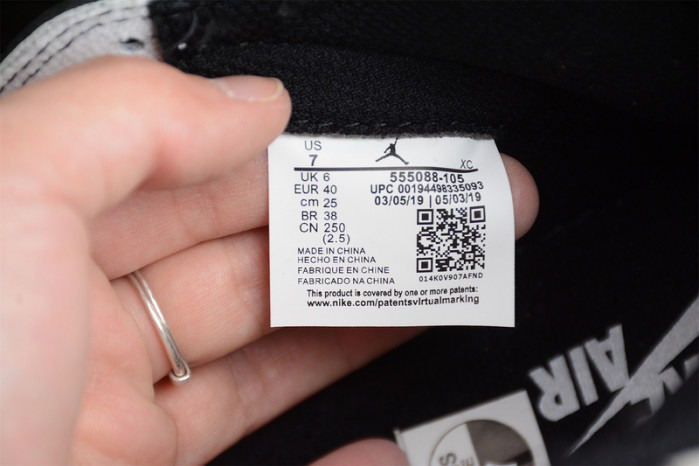 US
7
XC
UK 6
555088-105
EUR 40
UPC 00194498335093
cm 25
03/05/19 | 05/03/19
BR 38
CN 250
(2.5)
MADE IN CHINA
HECHO EN CHINA
FABRIQUE EN CHINE
FABRICADO NA CHINA
014K0V907AFND
This product is covered by one or more patents:
www.nike.com/patentsvirtualmarking
AIR